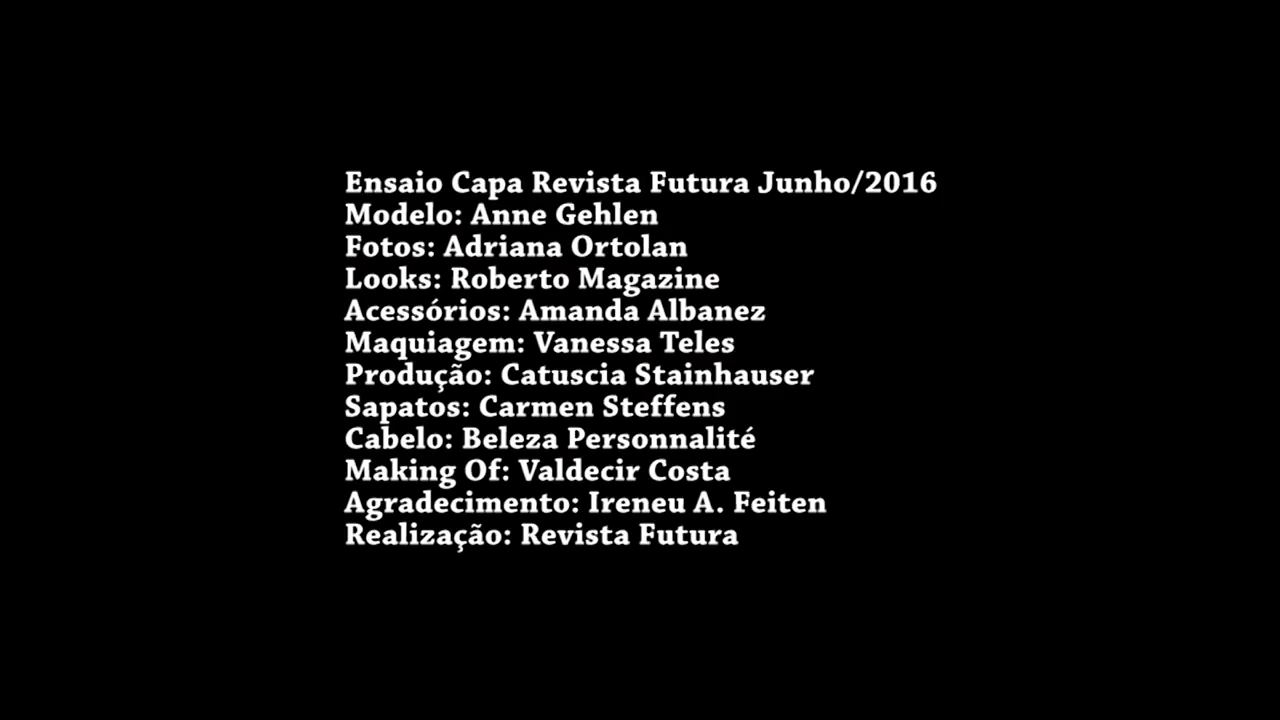 Ensaio Capa Revista Futura Junho/2016
Modelo: Anne Gehlen
Fotos: Adriana Ortolan
Looks: Roberto Magazine
Acessórios: Amanda Albanez
Maquiagem: Vanessa Teles
Produção: Catuscia Stainhauser
Sapatos: Carmen Steffens
Cabelo: Beleza Personnalité
Making Of: Valdecir Costa
Agradecimento: Ireneu A. Feiten
Realização: Revista Futura